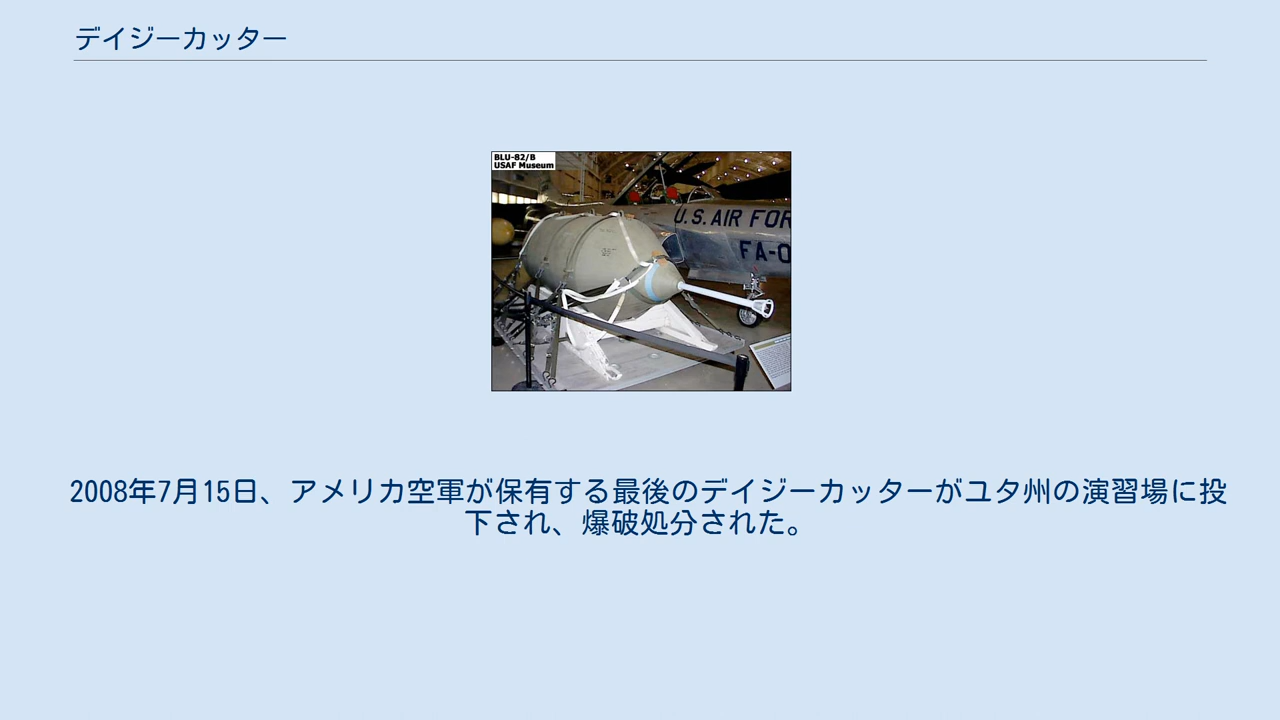 デイジーカッター
BLU-82/B
USAF Museum
U.S. AIR FOR
FA-0
2008年7月15日、アメリカ空軍が保有する最後のデイジーカッターがユタ州の演習場に投
下され、爆破処分された。